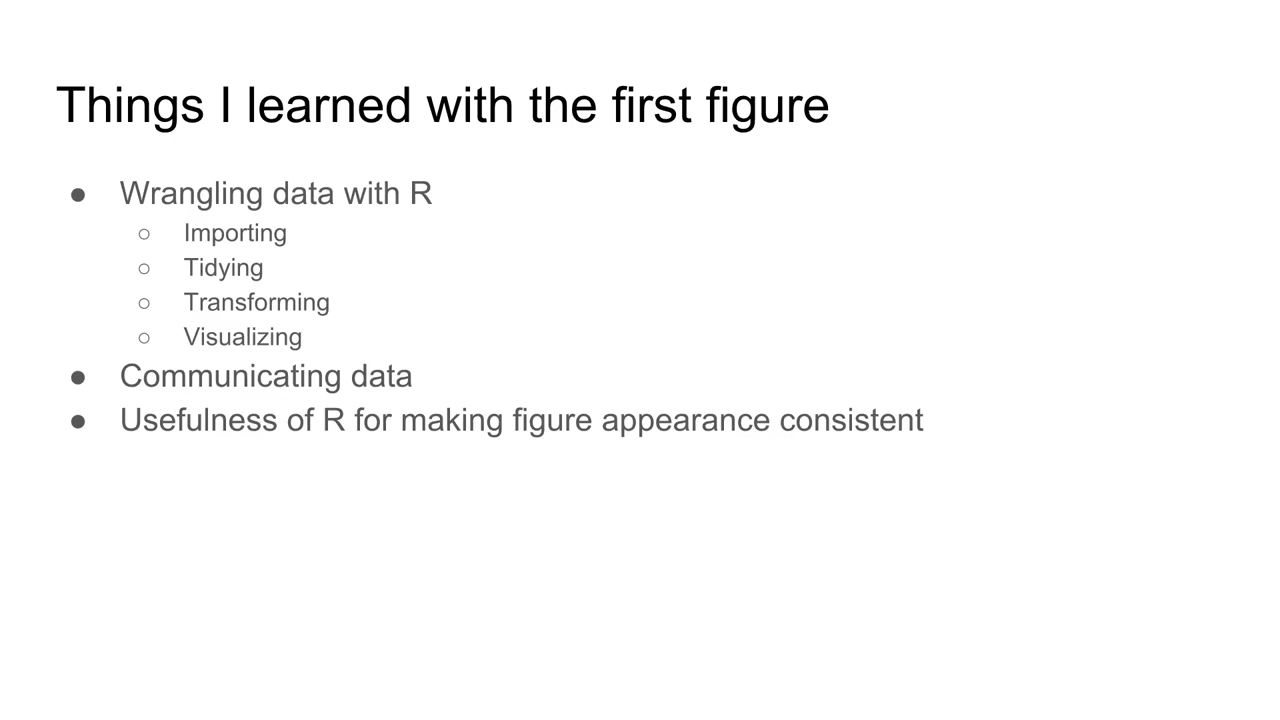 Things I learned with the first figure
● Wrangling data with R
○ Importing
○ Tidying
○ Transforming
○ Visualizing
● Communicating data
● Usefulness of R for making figure appearance consistent